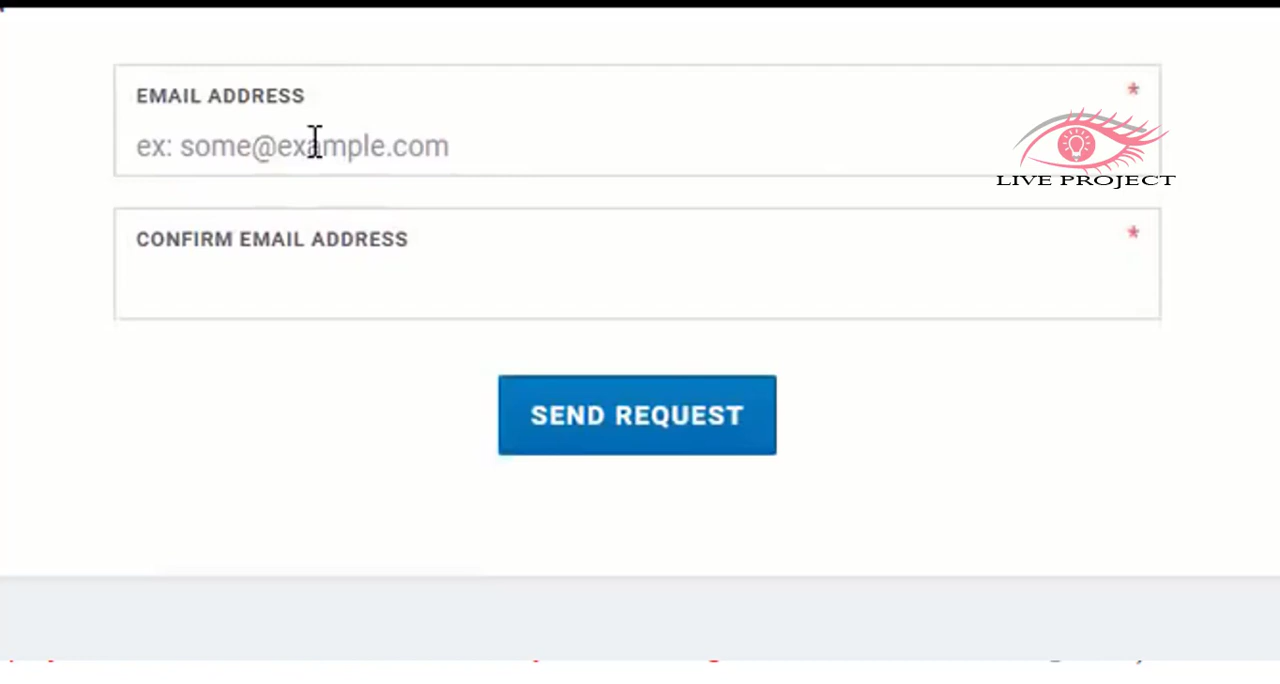 EMAIL ADDRESS *
ex: some@example.com
LIVE PROJECT
CONFIRM EMAIL ADDRESS *
SEND REQUEST